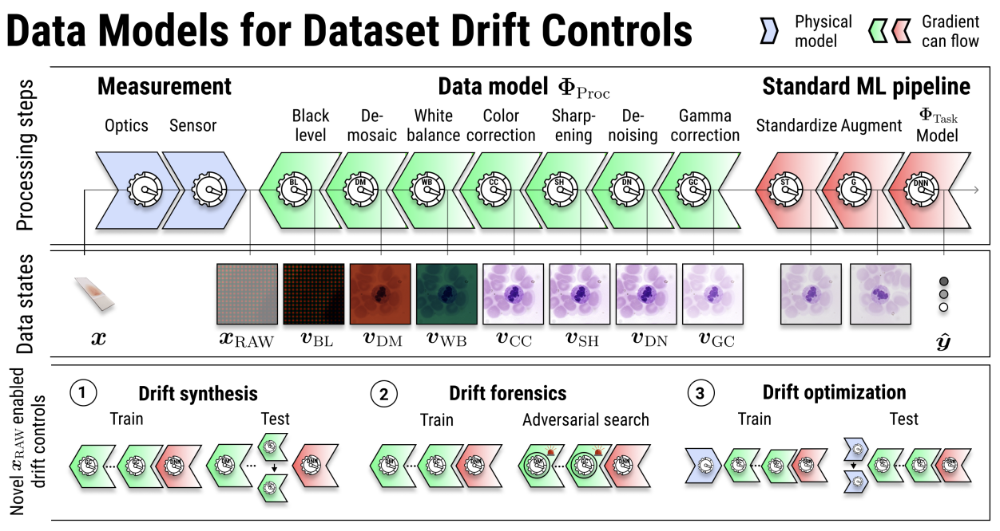 Data Models for Dataset Drift Controls
Physical
model
Gradient
can flow
Processing steps
Measurement
Data model Φ_Proc
Standard ML pipeline
Optics
Sensor
Black
level
De-
mosaic
White
balance
Color
correction
Sharp-
ening
De-
noising
Gamma
correction
Standardize
Augment
Φ_Task
Model
BL
DM
WB
CC
SH
DN
GC
ST
G
DNN
Data states
x
x_RAW
v_BL
v_DM
v_WB
v_CC
v_SH
v_DN
v_GC
ŷ
Novel x_RAW enabled
drift controls
1
Drift synthesis
Train
Test
2
Drift forensics
Train
Adversarial search
3
Drift optimization
Train
Test